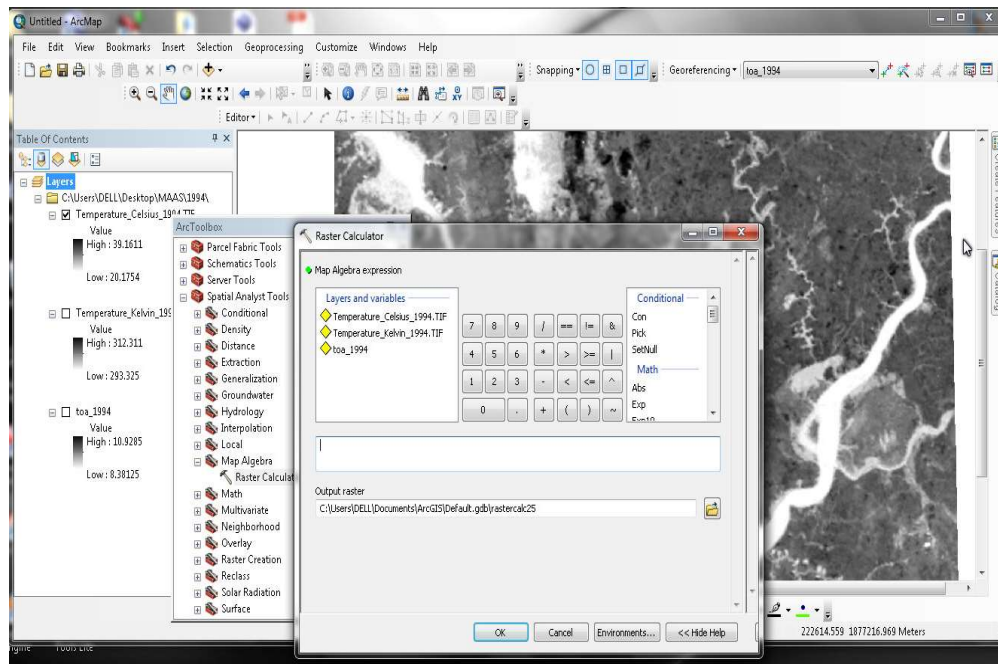 Untitled - ArcMap
File Edit View Bookmarks Insert Selection Geoprocessing Customize Windows Help
Snapping Georeferencing toa_1994
Editor
Table Of Contents
Layers
C:\Users\DELL\Desktop\MAAS\1994\
Temperature_Celsius_1994.TIF
Value
High : 39.1611
Low : 20.1754
Temperature_Kelvin_199
Value
High : 312.311
Low : 293.325
toa_1994
Value
High : 10.9285
Low : 8.38125
ArcToolbox
Parcel Fabric Tools
Schematics Tools
Server Tools
Spatial Analyst Tools
Conditional
Density
Distance
Extraction
Generalization
Groundwater
Hydrology
Interpolation
Local
Map Algebra
Raster Calculat
Math
Multivariate
Neighborhood
Overlay
Raster Creation
Reclass
Solar Radiation
Surface
Raster Calculator
Map Algebra expression
Layers and variables
Temperature_Celsius_1994.TIF
Temperature_Kelvin_1994.TIF
toa_1994
7 8 9 / == != &
4 5 6 * > >= |
1 2 3 - < <= ^
0 . + ( ) ~
Conditional
Con
Pick
SetNull
Math
Abs
Exp
Exp10
Output raster
C:\Users\DELL\Documents\ArcGIS\Default.gdb\rastercalc25
OK Cancel Environments... << Hide Help
222614.559 1877216.969 Meters